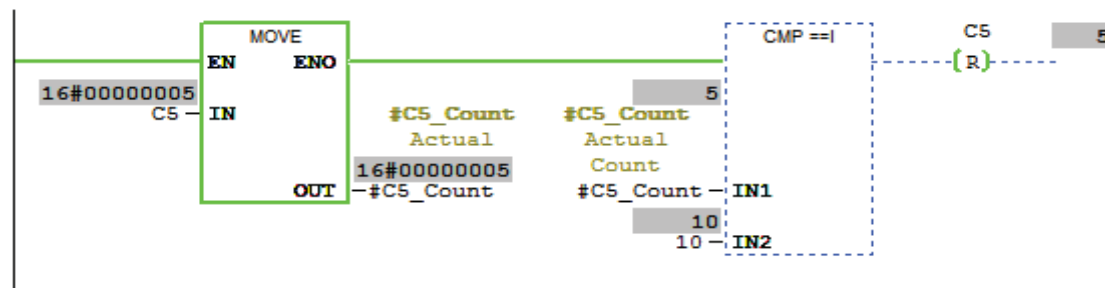 MOVE
EN ENO
16#00000005
C5 IN
#C5_Count
Actual
16#00000005
OUT #C5_Count
CMP ==I
5
#C5_Count
Actual
Count
#C5_Count IN1
10
10 IN2
C5
(R)
5